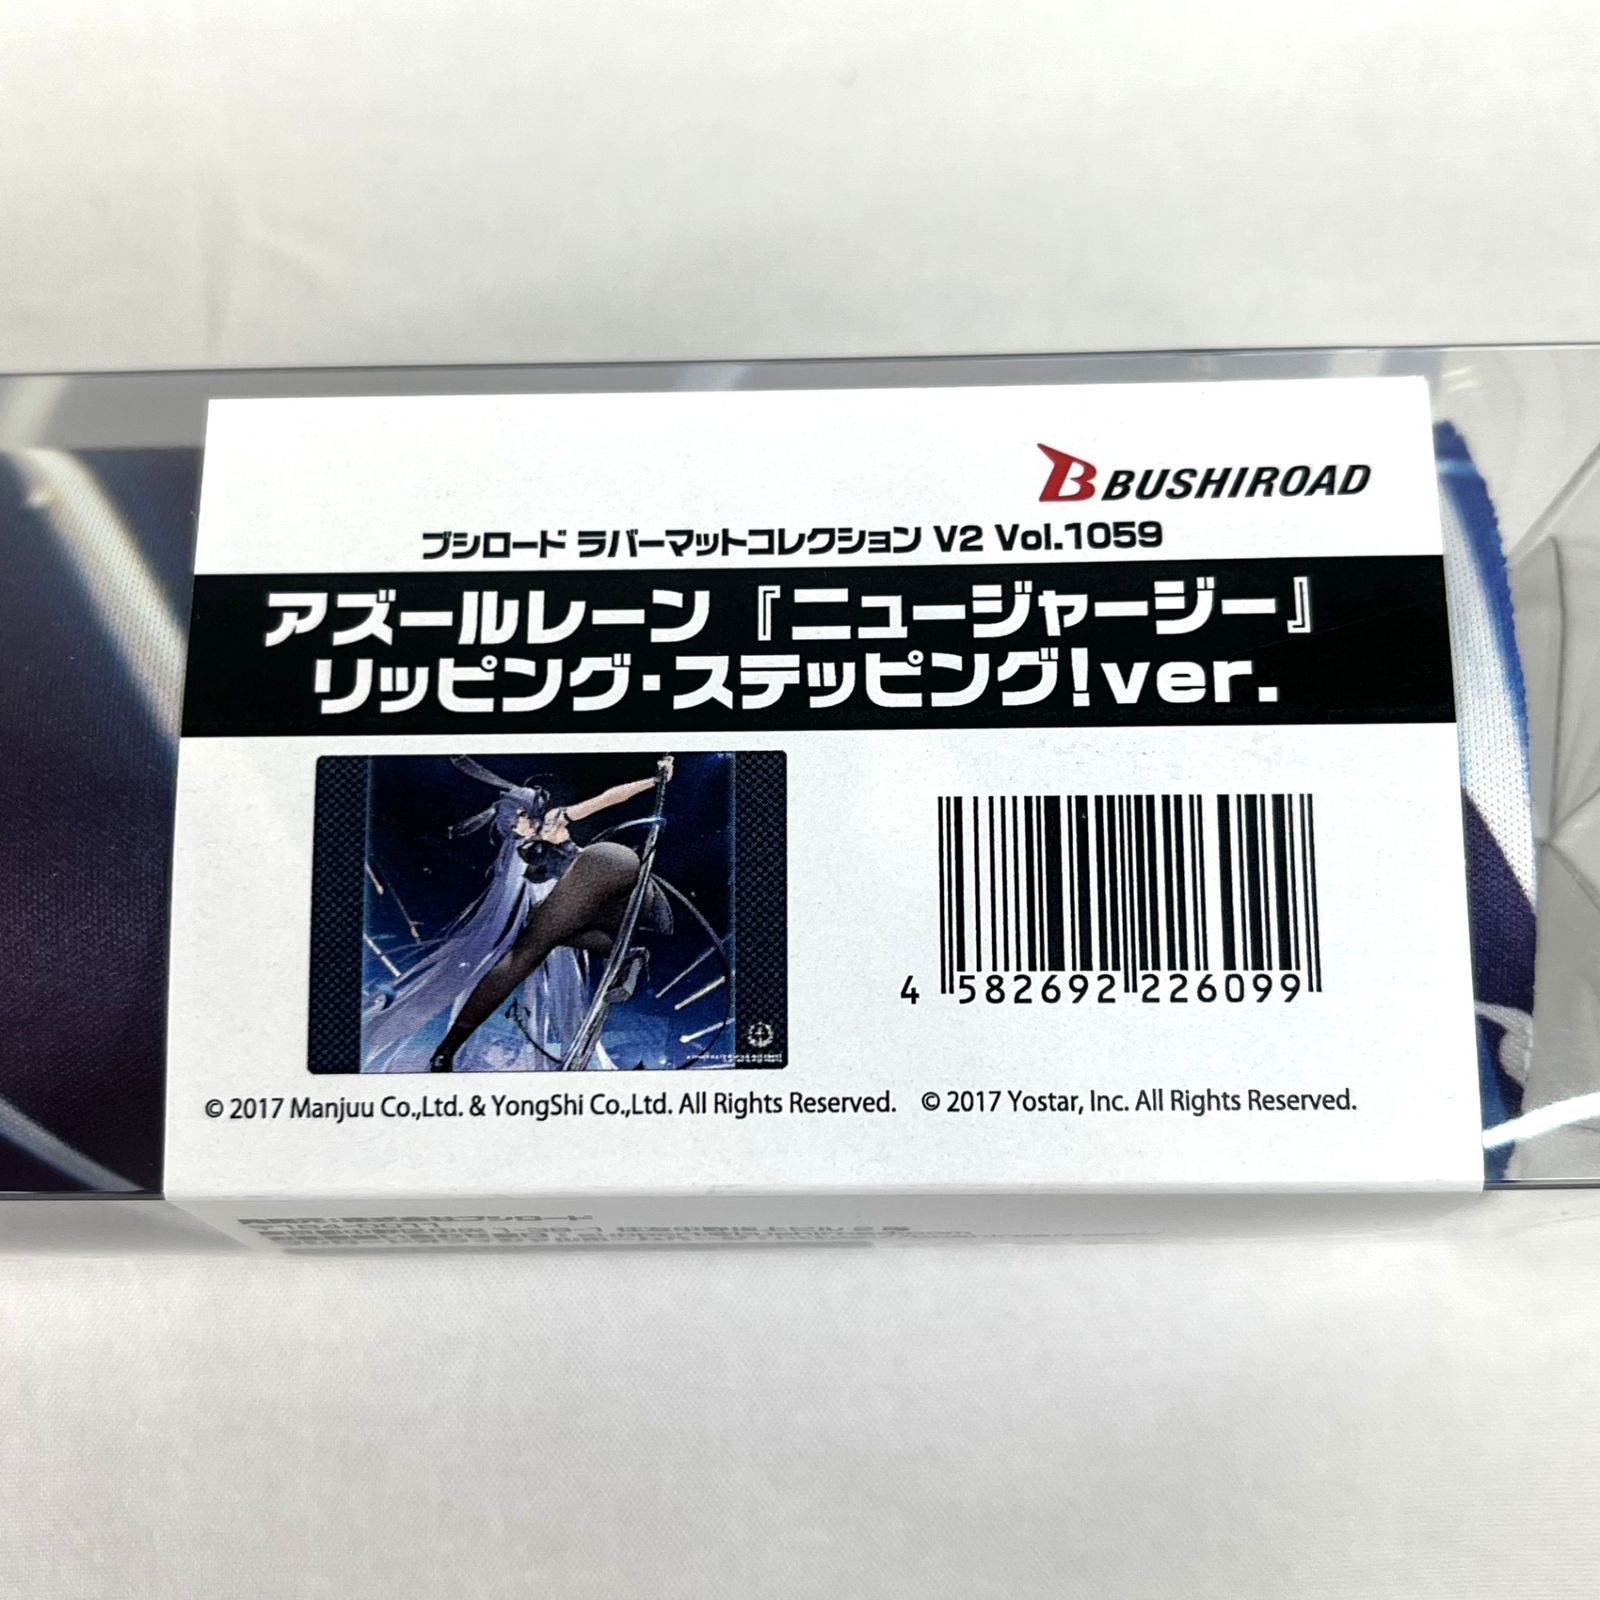 BUSHIROAD
ブシロード ラバーマットコレクション V2 Vol.1059
アズールレーン『ニュージャージー』
リッピング・ステッピング!ver.
4 582692 226099
© 2017 Manjuu Co.,Ltd. & YongShi Co.,Ltd. All Rights Reserved. © 2017 Yostar, Inc. All Rights Reserved.